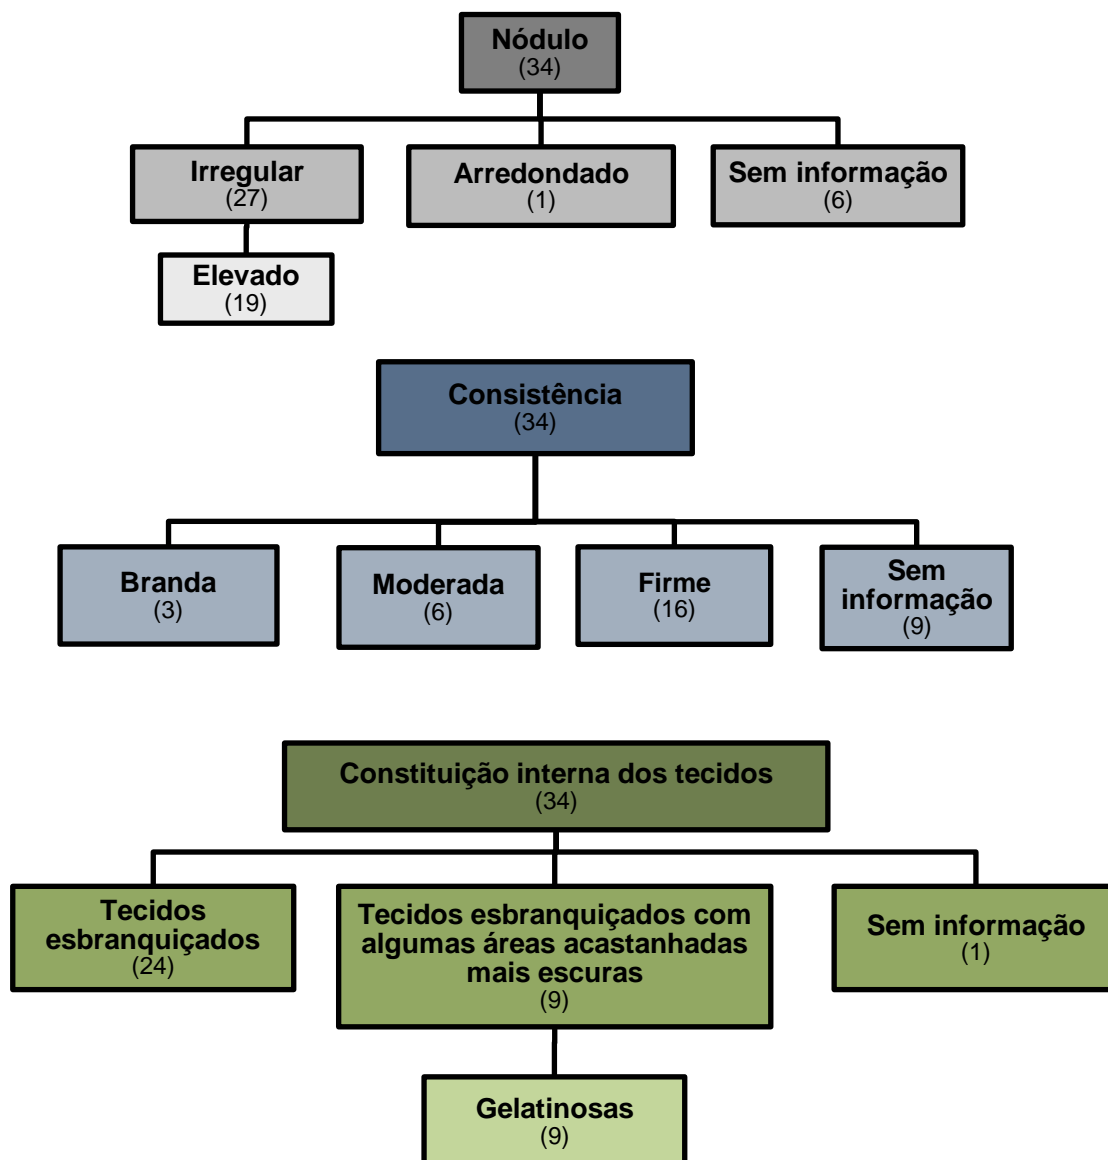 Nódulo
(34)
Irregular
(27)
Arredondado
(1)
Sem informação
(6)
Elevado
(19)
Consistência
(34)
Branda
(3)
Moderada
(6)
Firme
(16)
Sem
informação
(9)
Constituição interna dos tecidos
(34)
Tecidos
esbranquiçados
(24)
Tecidos esbranquiçados com
algumas áreas acastanhadas
mais escuras
(9)
Sem informação
(1)
Gelatinosas
(9)